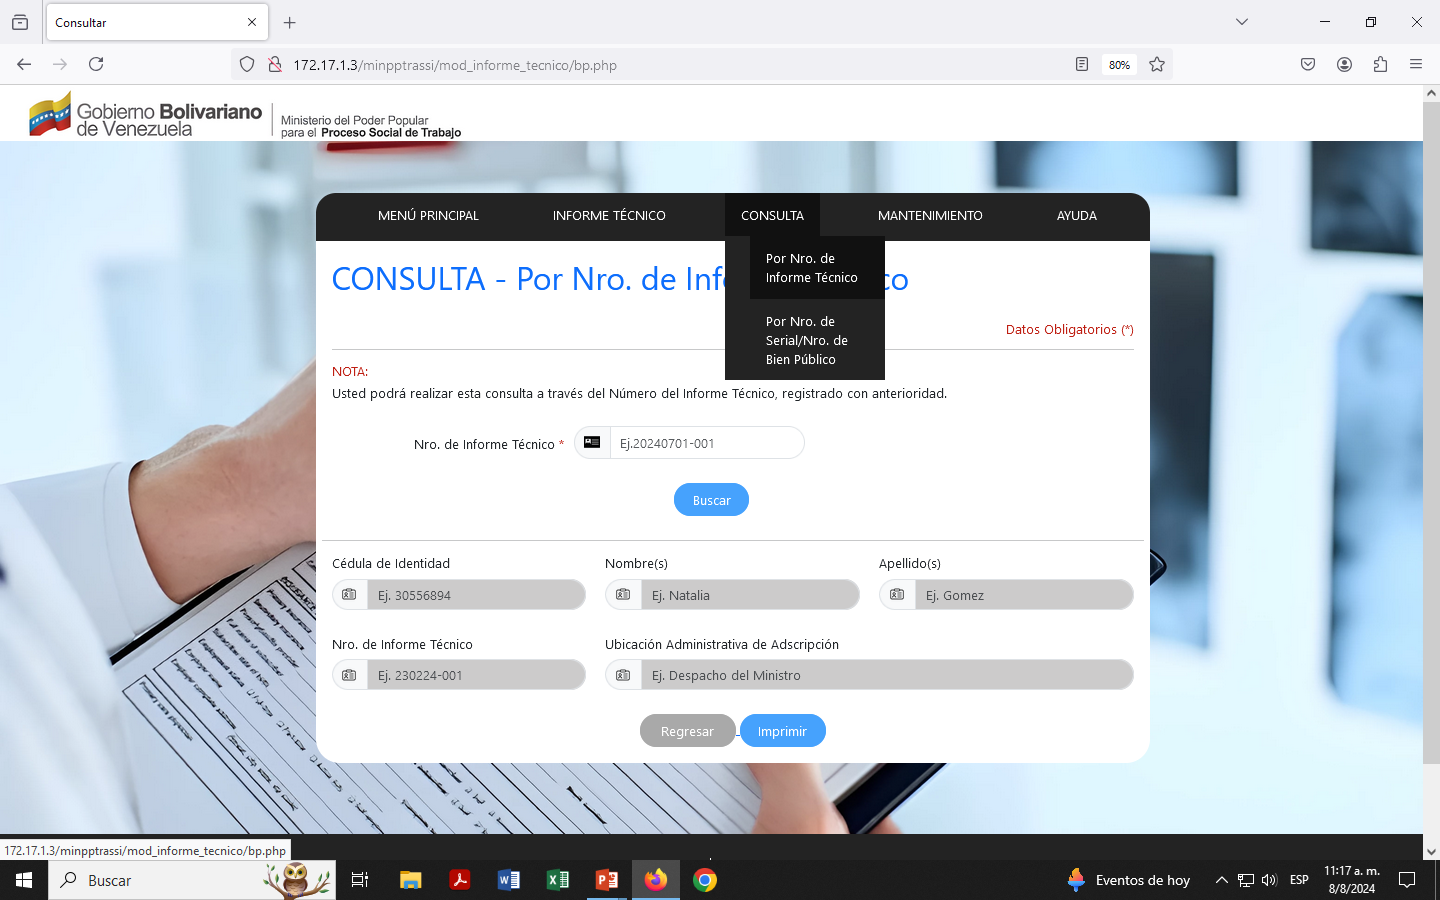 Consultar
172.17.1.3/minpptrassi/mod_informe_tecnico/bp.php
80%
Gobierno Bolivariano
de Venezuela
Ministerio del Poder Popular
para el Proceso Social de Trabajo
MENÚ PRINCIPAL
INFORME TÉCNICO
CONSULTA
MANTENIMIENTO
AYUDA
Por Nro. de
Informe Técnico
Por Nro. de
Serial/Nro. de
Bien Público
CONSULTA - Por Nro. de Inf co
Datos Obligatorios (*)
NOTA:
Usted podrá realizar esta consulta a través del Número del Informe Técnico, registrado con anterioridad.
Nro. de Informe Técnico *
Ej.20240701-001
Buscar
Cédula de Identidad
Nombre(s)
Apellido(s)
Ej. 30556894
Ej. Natalia
Ej. Gomez
Nro. de Informe Técnico
Ubicación Administrativa de Adscripción
Ej. 230224-001
Ej. Despacho del Ministro
Regresar
Imprimir
172.17.1.3/minpptrassi/mod_informe_tecnico/bp.php
Buscar
Eventos de hoy
ESP
11:17 a. m.
8/8/2024